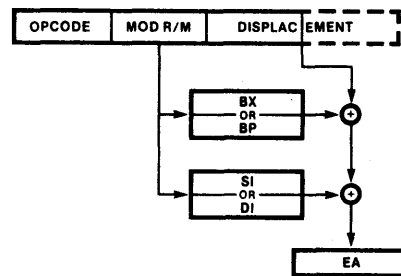 OPCODE MOD R/M DISPLACEMENT
BX
OR
BP
+
SI
OR
DI
+
EA